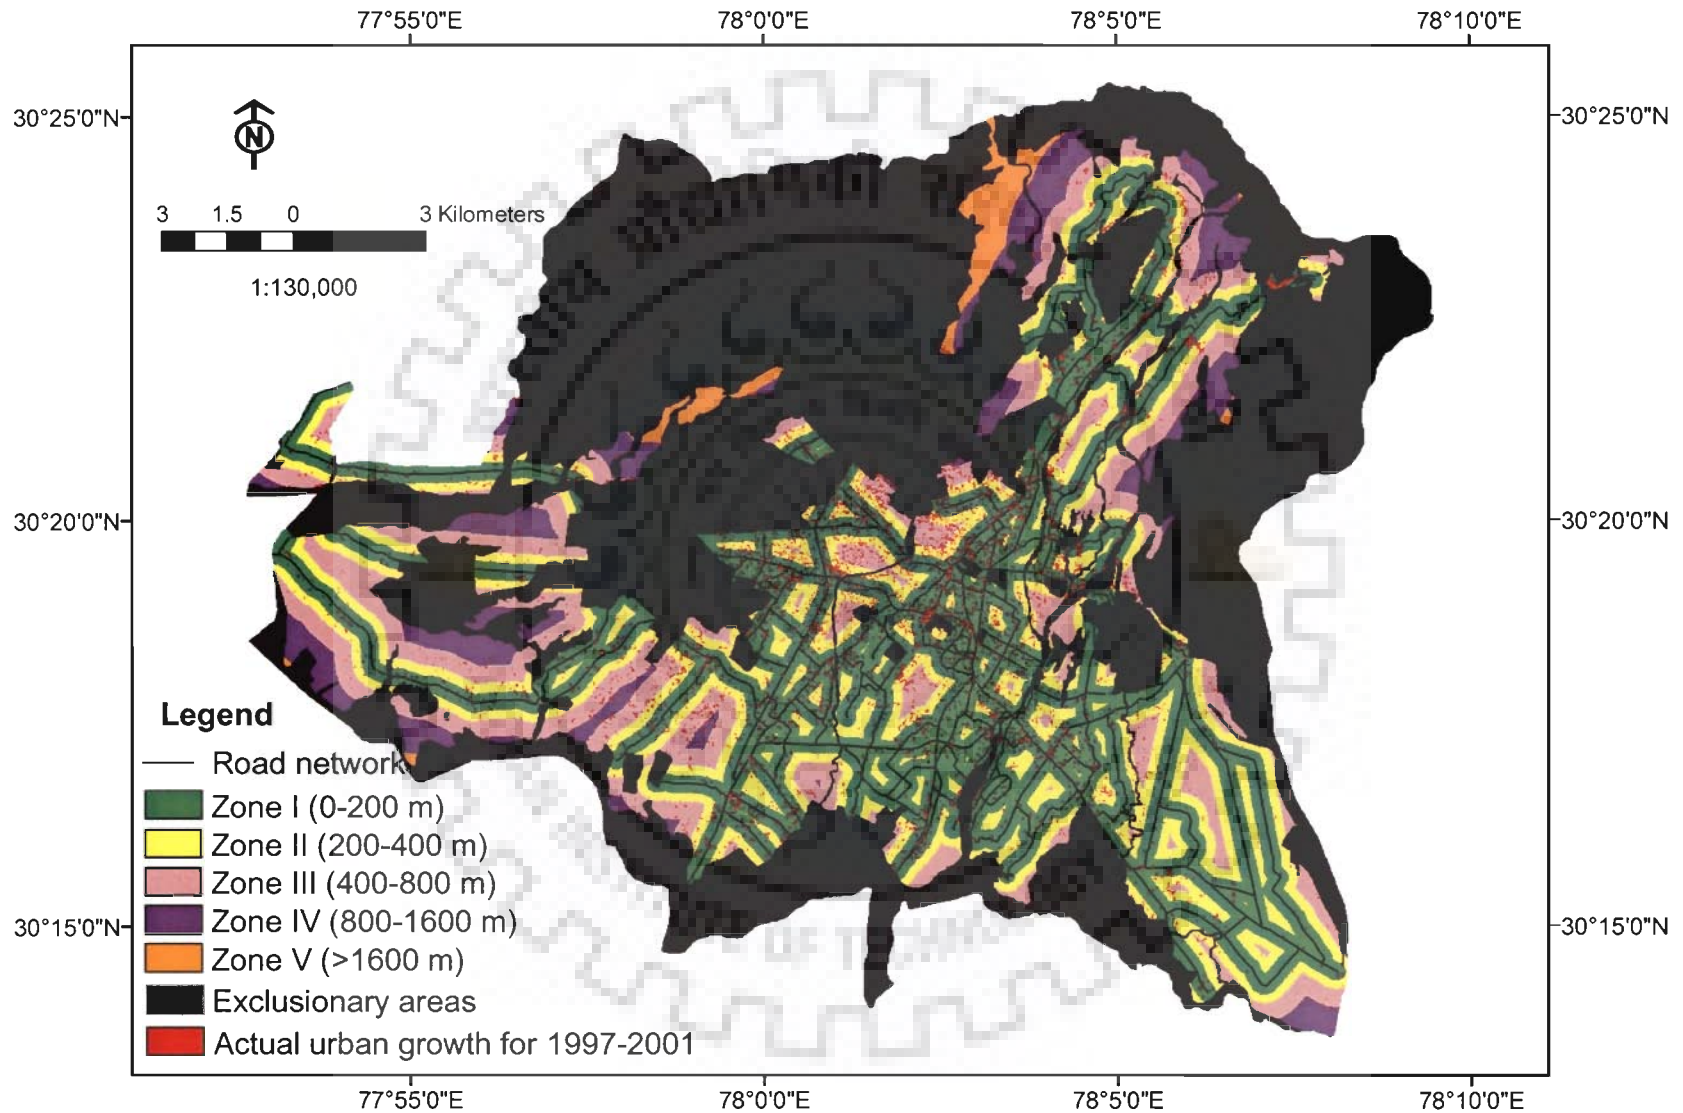 77°55'0"E 78°0'0"E 78°5'0"E 78°10'0"E
30°25'0"N 30°25'0"N
N
3 1.5 0 3 Kilometers
1:130,000
30°20'0"N 30°20'0"N
Legend
Road network
Zone I (0-200 m)
Zone II (200-400 m)
Zone III (400-800 m)
Zone IV (800-1600 m)
Zone V (>1600 m)
30°15'0"N 30°15'0"N
OF
Exclusionary areas
Actual urban growth for 1997-2001
77°55'0"E 78°0'0"E 78°5'0"E 78°10'0"E